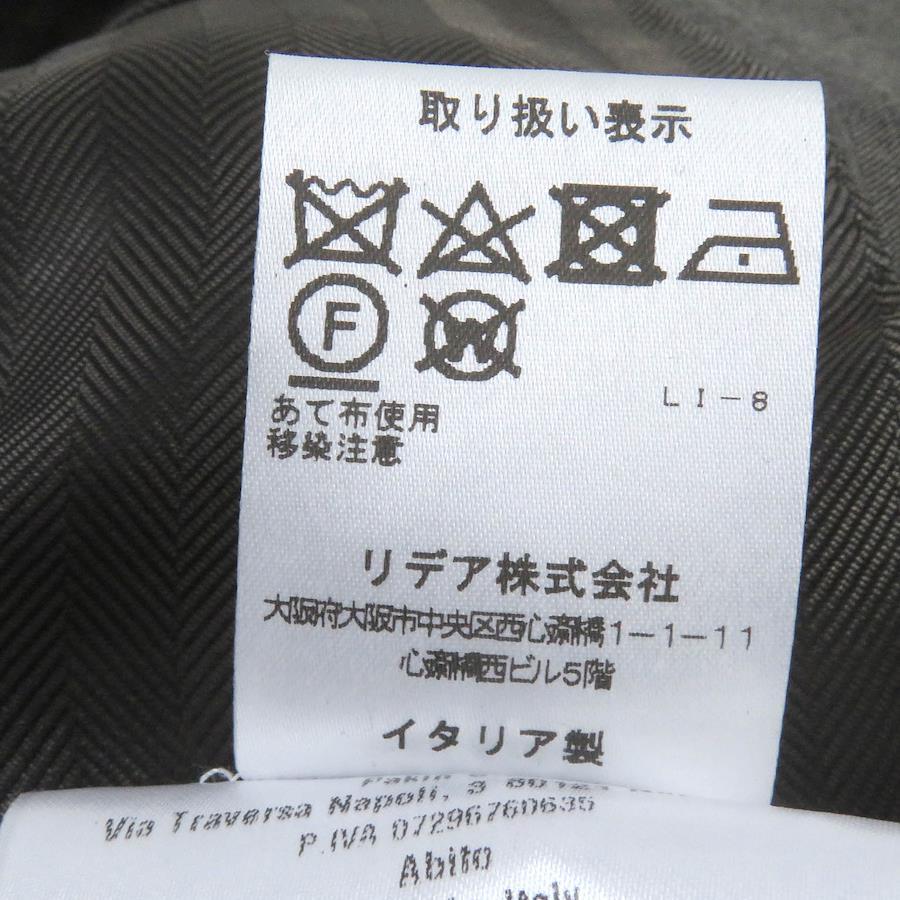 取り扱い表示
F W
LI-8
あて布使用
移染注意
リデア株式会社
大阪府大阪市中央区西心斎橋1-1-11
心斎橋西ビル5階
イタリア製
Via Traversa Napoli, 3
P.IVA 07296760635
Abito
Italy